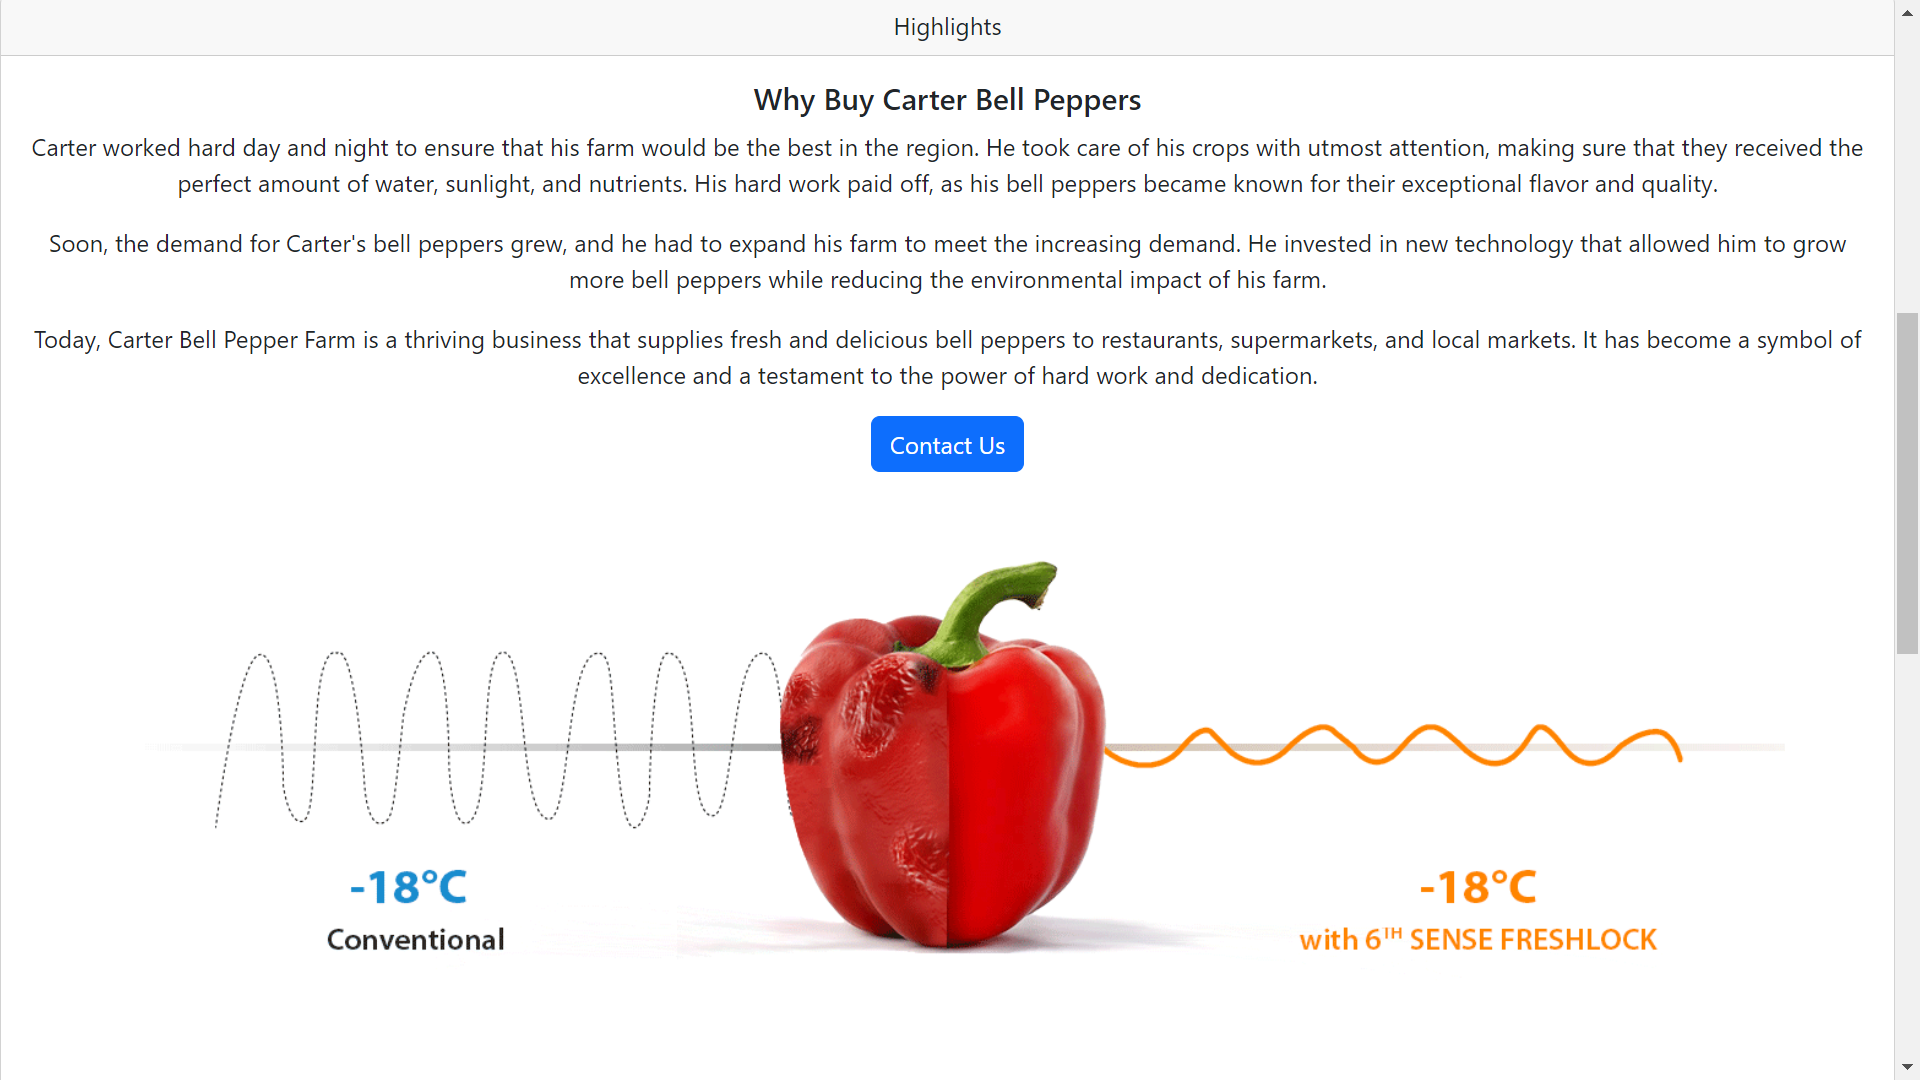 Highlights
Why Buy Carter Bell Peppers
Carter worked hard day and night to ensure that his farm would be the best in the region. He took care of his crops with utmost attention, making sure that they received the
perfect amount of water, sunlight, and nutrients. His hard work paid off, as his bell peppers became known for their exceptional flavor and quality.
Soon, the demand for Carter's bell peppers grew, and he had to expand his farm to meet the increasing demand. He invested in new technology that allowed him to grow
more bell peppers while reducing the environmental impact of his farm.
Today, Carter Bell Pepper Farm is a thriving business that supplies fresh and delicious bell peppers to restaurants, supermarkets, and local markets. It has become a symbol of
excellence and a testament to the power of hard work and dedication.
Contact Us
-18°C
Conventional
-18°C
with 6TH SENSE FRESHLOCK